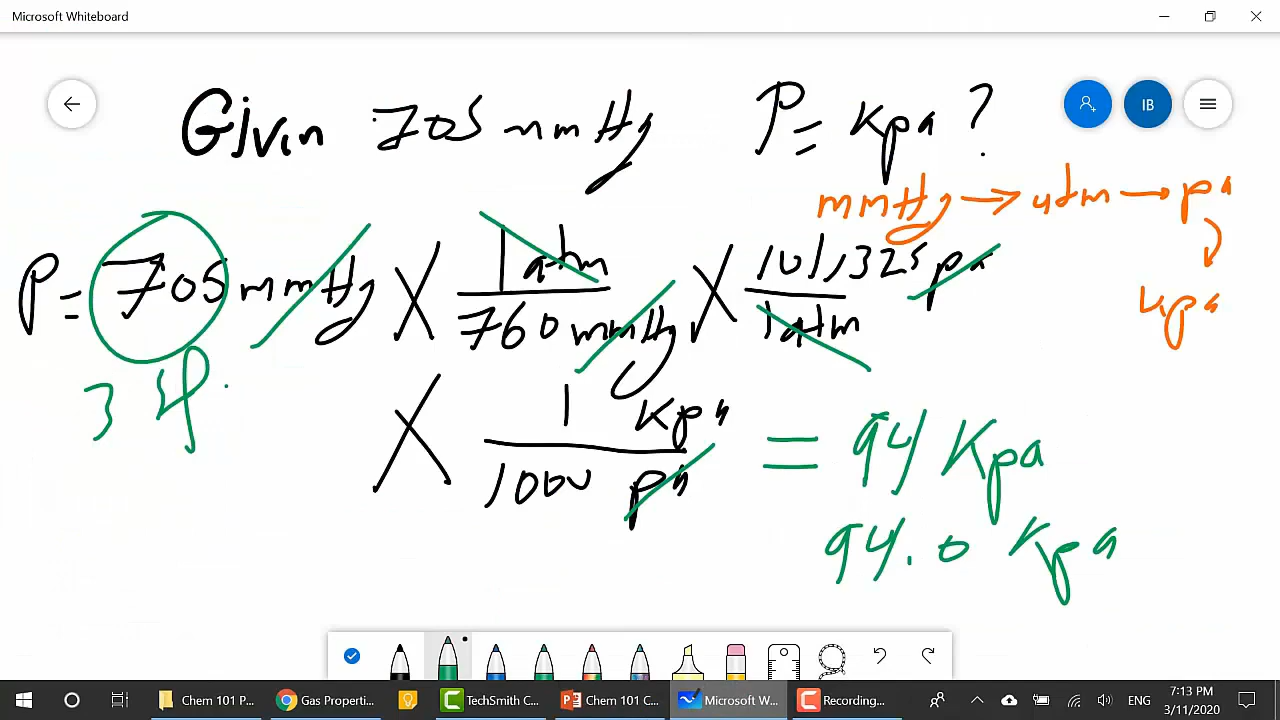 Microsoft Whiteboard
Given 705 mmHg P = Kpa ?
IB
mmHg → atm → pa
kpa
P = 705 mmHg X 1 atm / 760 mmHg X 101,325 pa / 1 atm
3 Sf.
X 1 Kpa / 1000 pa = 94 Kpa
94.0 Kpa
Chem 101 P...
Gas Properti...
TechSmith C...
Chem 101 C...
Microsoft W...
Recording...
ENG
7:13 PM
3/11/2020